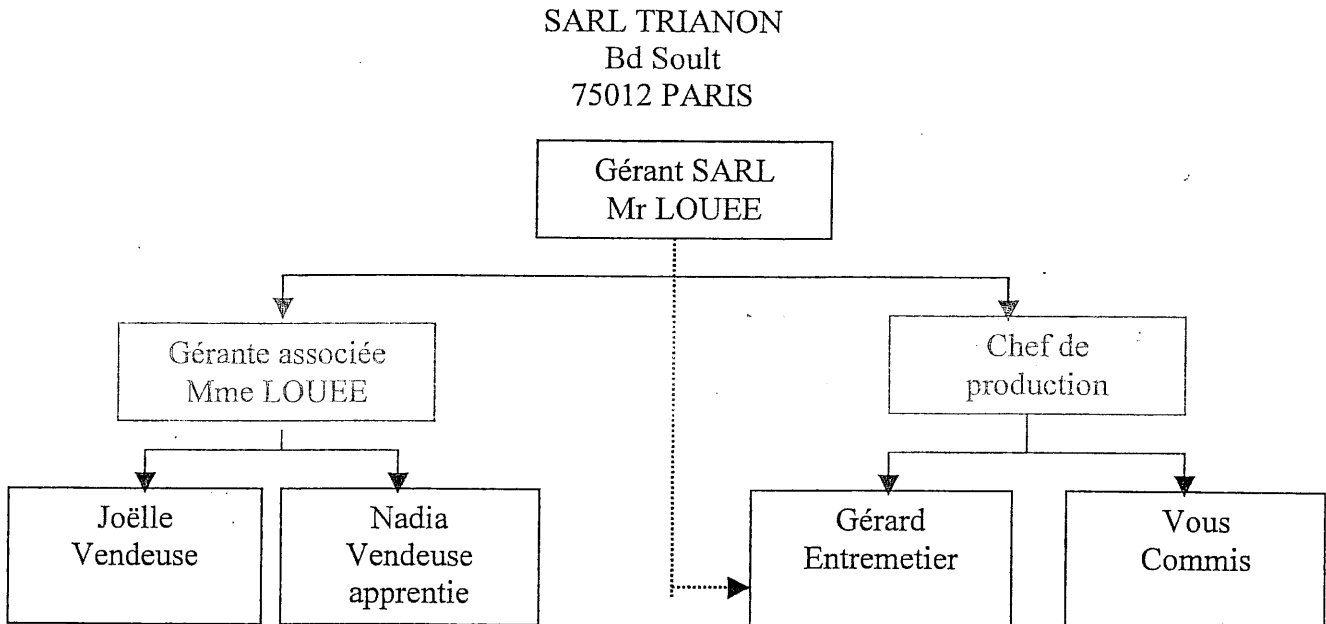 SARL TRIANON
Bd Soult
75012 PARIS
Gérant SARL
Mr LOUEE
Gérante associée
Mme LOUEE
Chef de
production
Joëlle
Vendeuse
Nadia
Vendeuse
apprentie
Gérard
Entremetier
Vous
Commis